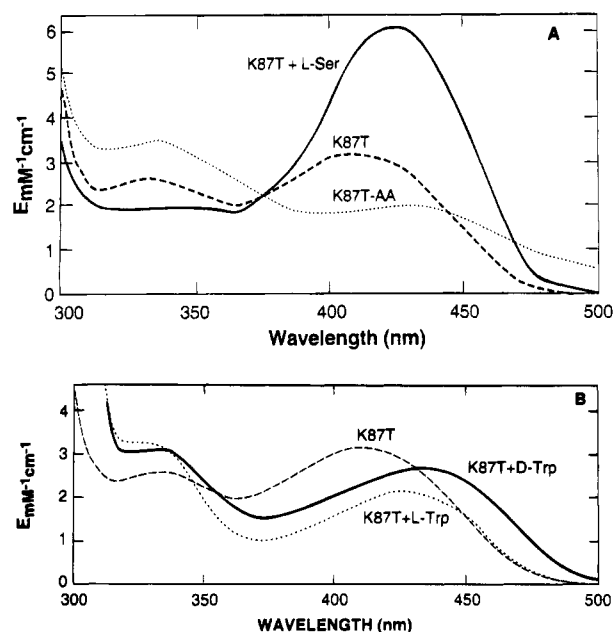 A
6
5
4
3
2
1
0
EmM-1cm-1
K87T + L-Ser
K87T
K87T-AA
300
350
400
450
500
Wavelength (nm)
B
4
3
2
1
0
EmM-1cm-1
K87T
K87T+D-Trp
K87T+L-Trp
300
350
400
450
500
WAVELENGTH (nm)